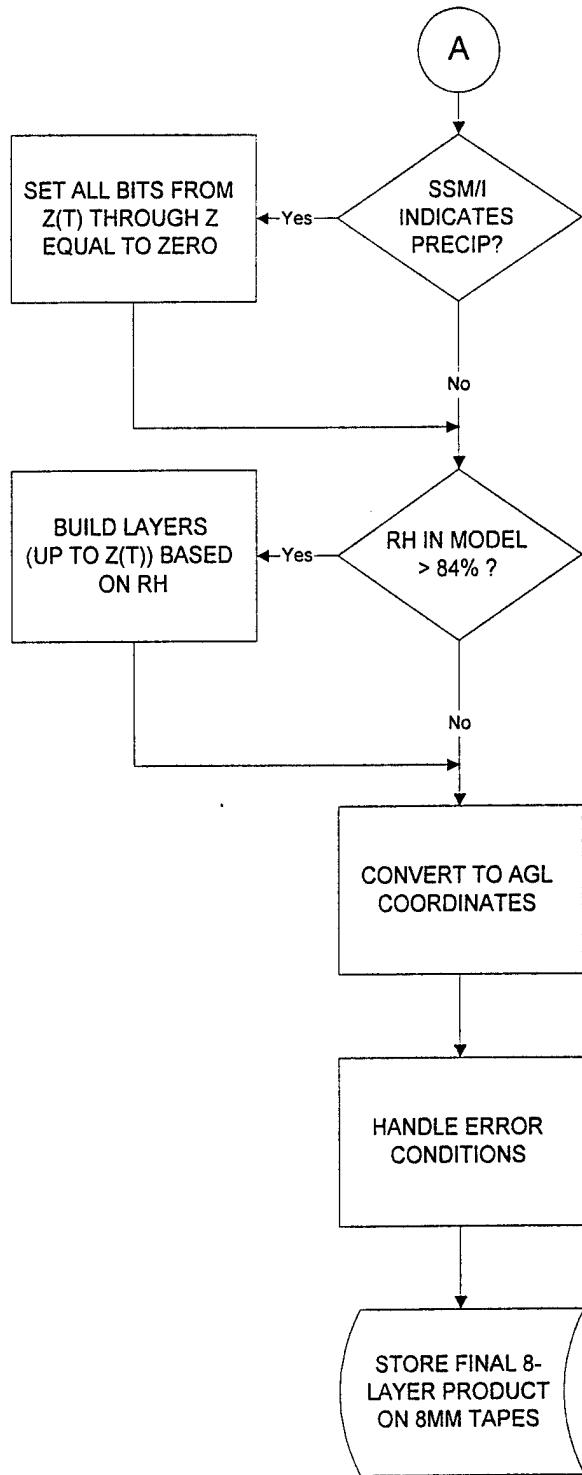 A
SSM/I
INDICATES
PRECIP?
Yes
SET ALL BITS FROM
Z(T) THROUGH Z
EQUAL TO ZERO
No
RH IN MODEL
> 84% ?
Yes
BUILD LAYERS
(UP TO Z(T)) BASED
ON RH
No
CONVERT TO AGL
COORDINATES
HANDLE ERROR
CONDITIONS
STORE FINAL 8-
LAYER PRODUCT
ON 8MM TAPES